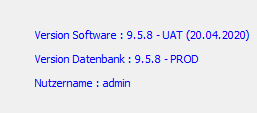 Version Software : 9.5.8 - UAT (20.04.2020)
Version Datenbank : 9.5.8 - PROD
Nutzername : admin